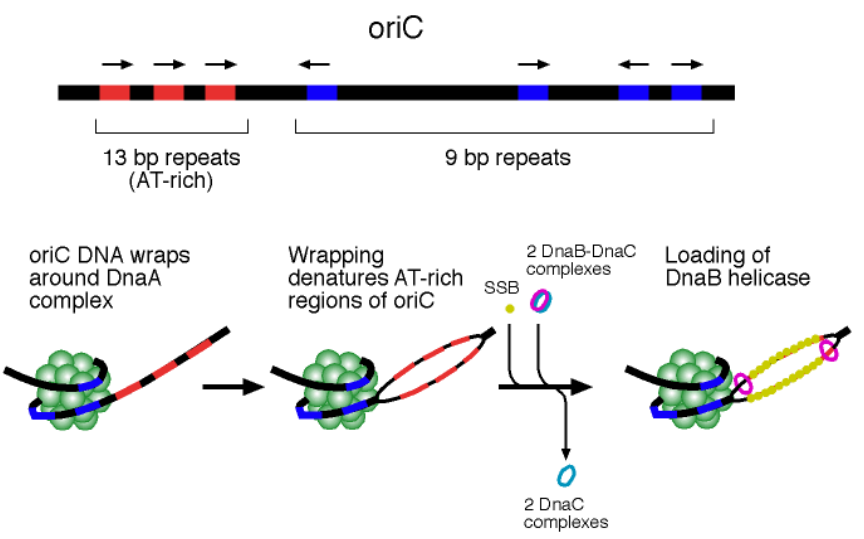 oriC
13 bp repeats
(AT-rich)
9 bp repeats
oriC DNA wraps
around DnaA
complex
Wrapping
denatures AT-rich
regions of oriC
SSB
2 DnaB-DnaC
complexes
Loading of
DnaB helicase
2 DnaC
complexes